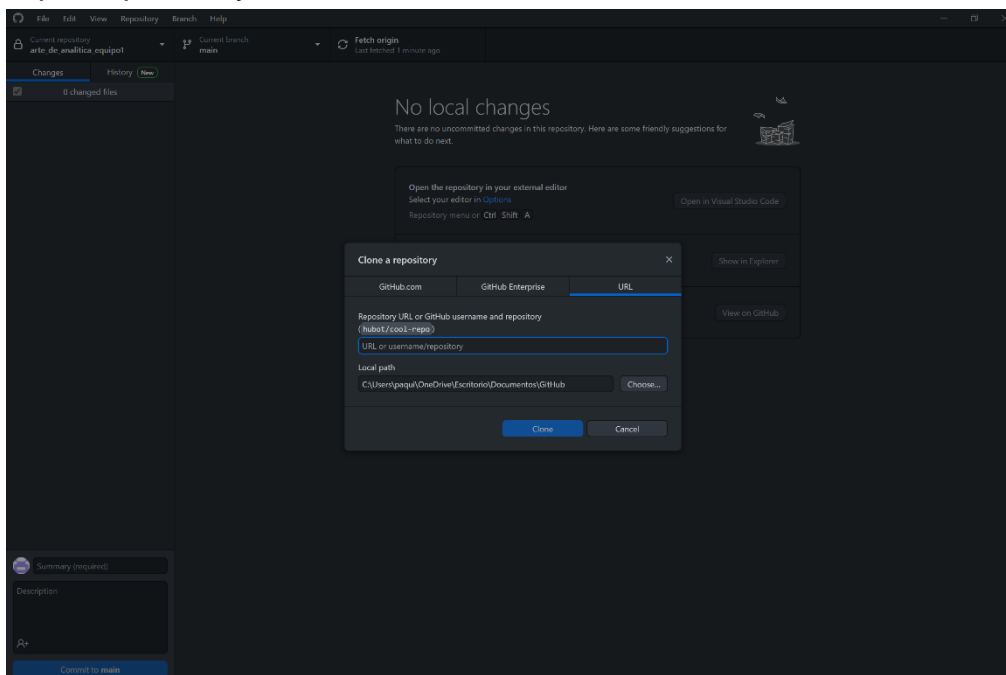 File Edit View Repository Branch Help
Current repository
arte_de_analitica_equipo1
Current branch
main
Fetch origin
Last fetched 1 minute ago
Changes
History New
0 changed files
No local changes
There are no uncommitted changes in this repository. Here are some friendly suggestions for
what to do next.
Open the repository in your external editor
Select your editor in Options
Repository menu or Ctrl Shift A
Open in Visual Studio Code
Show in Explorer
View on GitHub
Clone a repository
GitHub.com
GitHub Enterprise
URL
Repository URL or GitHub username and repository
(hubot/cool-repo)
URL or username/repository
Local path
C:\Users\paqui\OneDrive\Escritorio\Documentos\GitHub
Choose...
Clone
Cancel
Summary (required)
Description
Commit to main